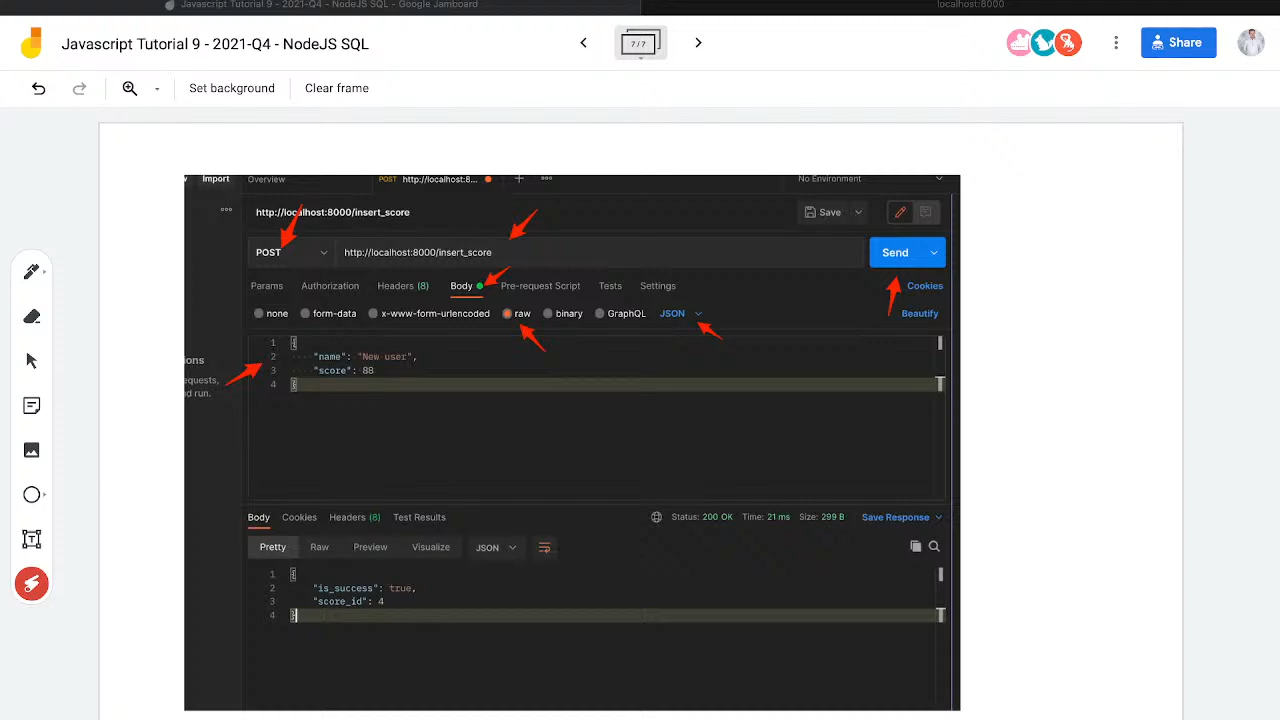 Javascript Tutorial 9 - 2021-Q4 - NodeJS SQL - Google Jamboard
localhost:8000
Javascript Tutorial 9 - 2021-Q4 - NodeJS SQL
7 / 7
Share
Set background
Clear frame
Import
Overview
POST http://localhost:8...
No Environment
http://localhost:8000/insert_score
Save
POST
http://localhost:8000/insert_score
Send
Params Authorization Headers (8) Body Pre-request Script Tests Settings
Cookies
none form-data x-www-form-urlencoded raw binary GraphQL JSON
Beautify
1 {
2 "name": "New user",
3 "score": 88
4 }
ions
equests,
nd run.
Body Cookies Headers (8) Test Results
Status: 200 OK Time: 21 ms Size: 299 B Save Response
Pretty Raw Preview Visualize JSON
1 {
2 "is_success": true,
3 "score_id": 4
4 }